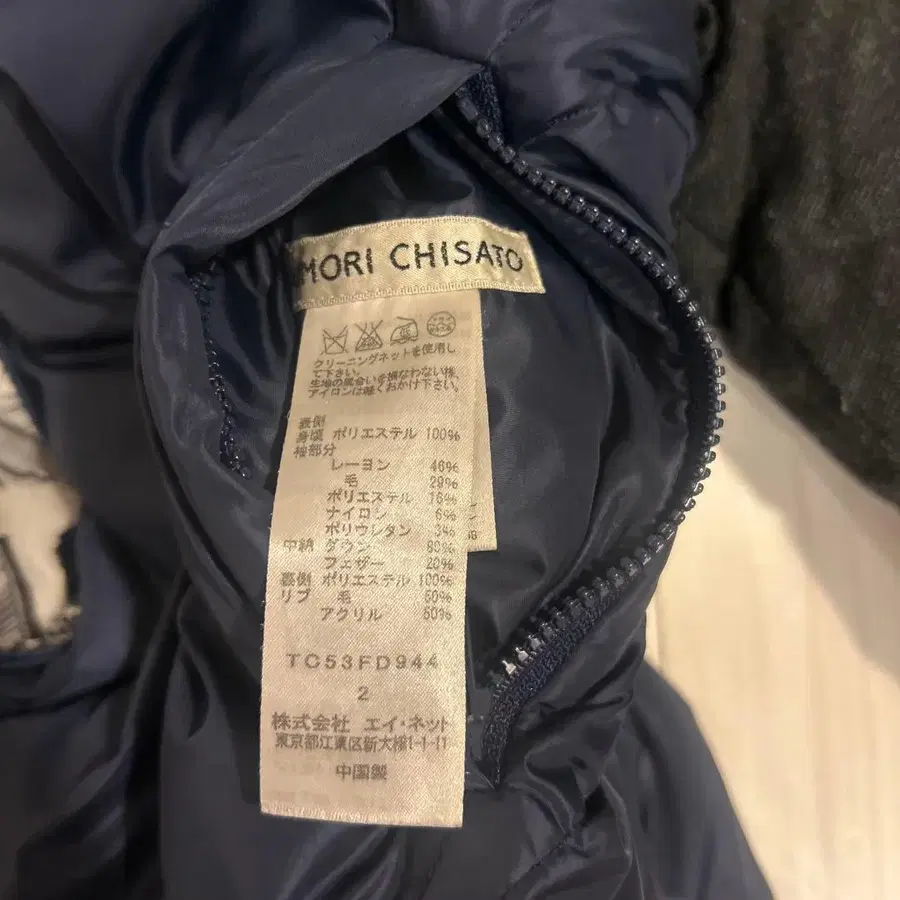 MORI CHISATO
クリーニングネットを使用し
て下さい。
生地の風合いを損なわない様、
アイロンは軽くおかけ下さい。
表側
身頃 ポリエステル 100%
袖部分
レーヨン 46%
毛 29%
ポリエステル 16%
ナイロン 6%
ポリウレタン 3%
中綿 ダウン 80%
フェザー 20%
裏側 ポリエステル 100%
リブ 毛 50%
アクリル 50%
TC53FD944
2
株式会社 エイ・ネット
東京都江東区新大橋1-1-11
中国製